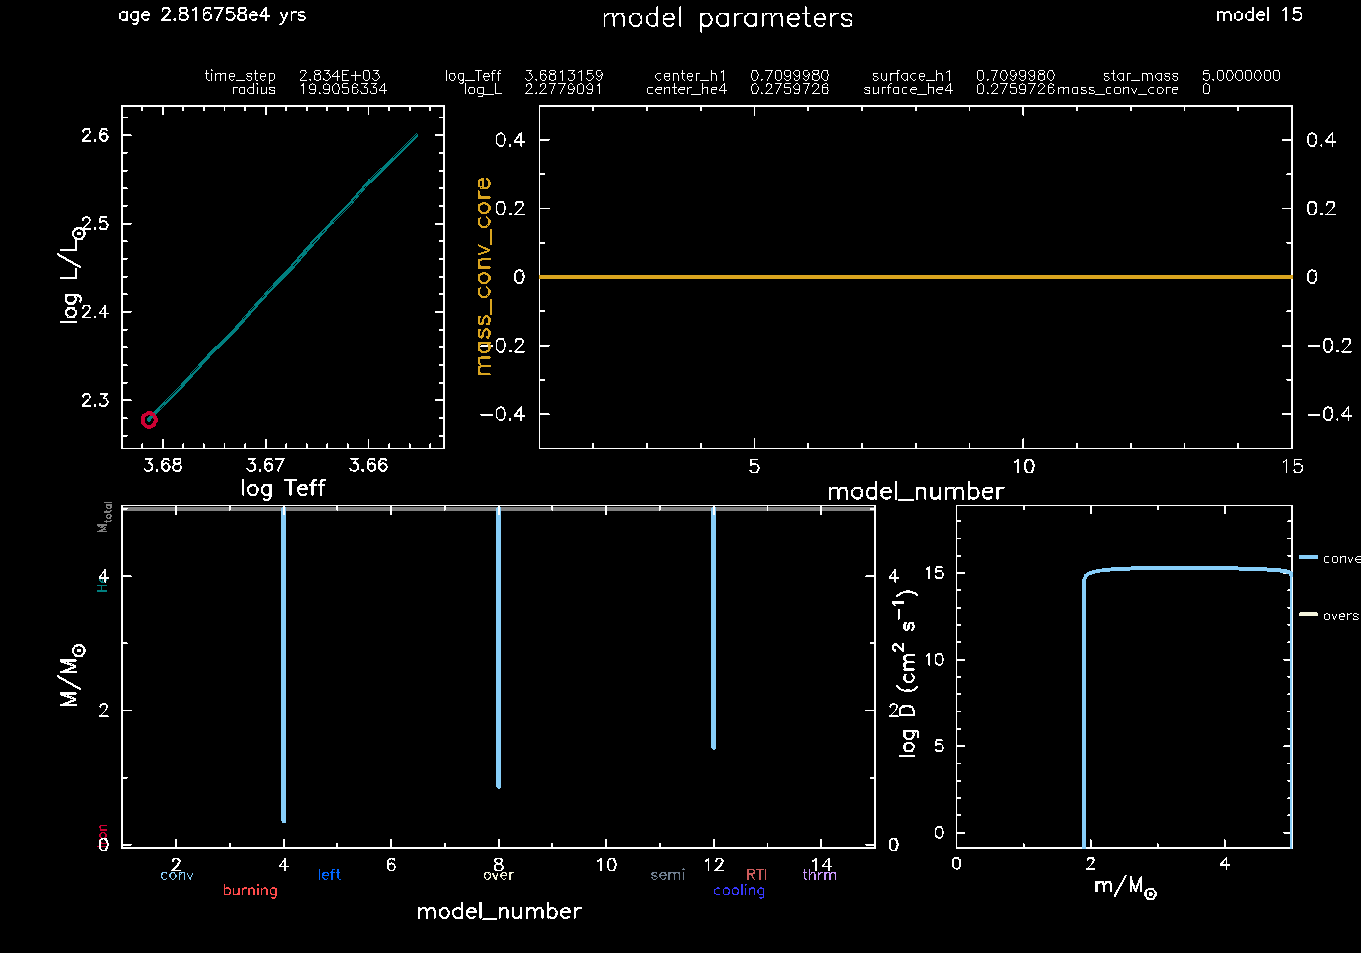 age 2.816758e4 yrs model parameters model 15
time_step 2.834E+03 log_Teff 3.6813159 center_h1 0.7099980 surface_h1 0.7099980 star_mass 5.0000000
radius 19.9056334 log_L 2.2779091 center_he4 0.2759726 surface_he4 0.2759726 mass_conv_core 0
log L/L⊙
2.6
2.5
2.4
2.3
3.68 3.67 3.66
log Teff
mass_conv_core
0.4 0.4
0.2 0.2
0 0
−0.2 −0.2
−0.4 −0.4
5 10 15
model_number
M/M⊙
Mtotal
4 4
2 2
0 0
2 4 6 8 10 12 14
conv left over semi RTI thrm
burning cooling
model_number
log D (cm² s⁻¹)
15
10
5
0
0 2 4
m/M⊙
conve
overs